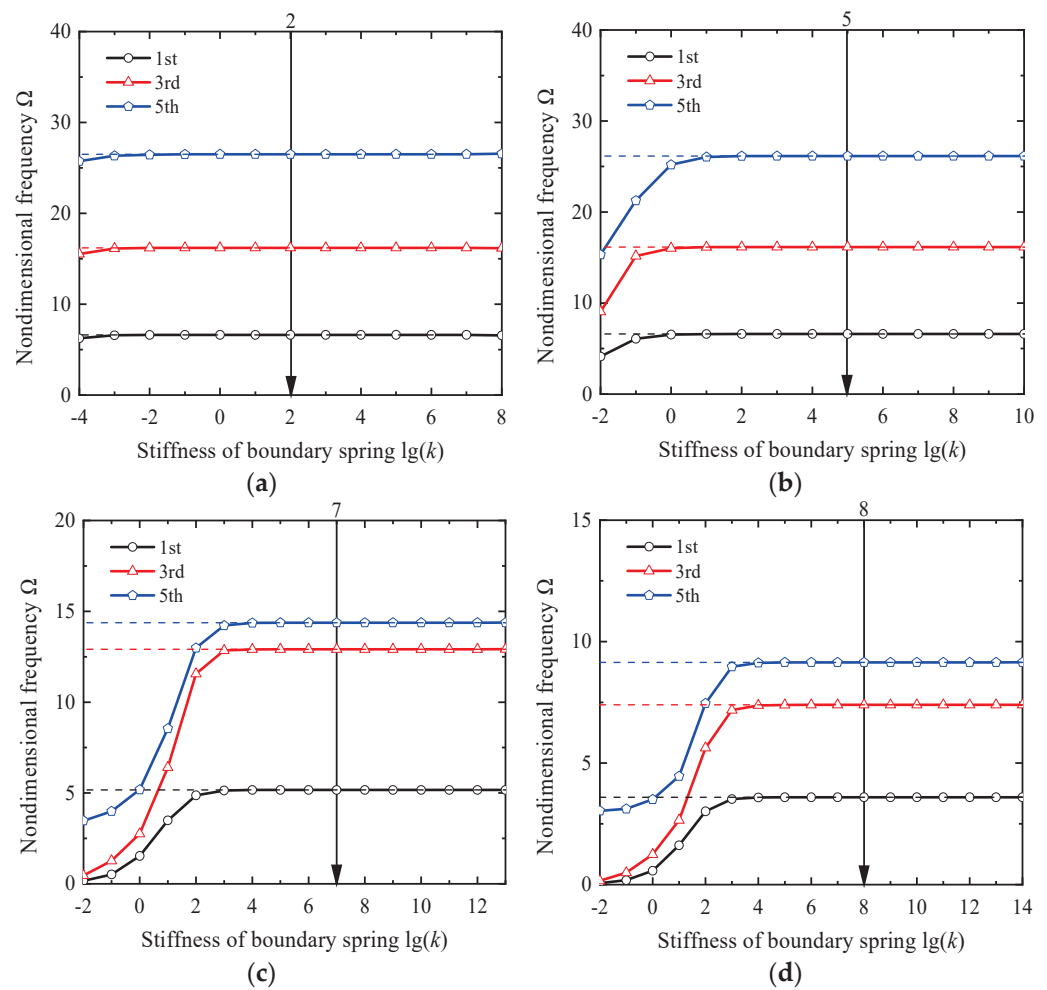 2
40
30
20
10
0
1st
3rd
5th
Nondimensional frequency Ω
-4 -2 0 2 4 6 8
Stiffness of boundary spring lg(k)
(a)
5
40
30
20
10
0
1st
3rd
5th
Nondimensional frequency Ω
-2 0 2 4 6 8 10
Stiffness of boundary spring lg(k)
(b)
7
20
15
10
5
0
1st
3rd
5th
Nondimensional frequency Ω
-2 0 2 4 6 8 10 12
Stiffness of boundary spring lg(k)
(c)
8
15
10
5
0
1st
3rd
5th
Nondimensional frequency Ω
-2 0 2 4 6 8 10 12 14
Stiffness of boundary spring lg(k)
(d)